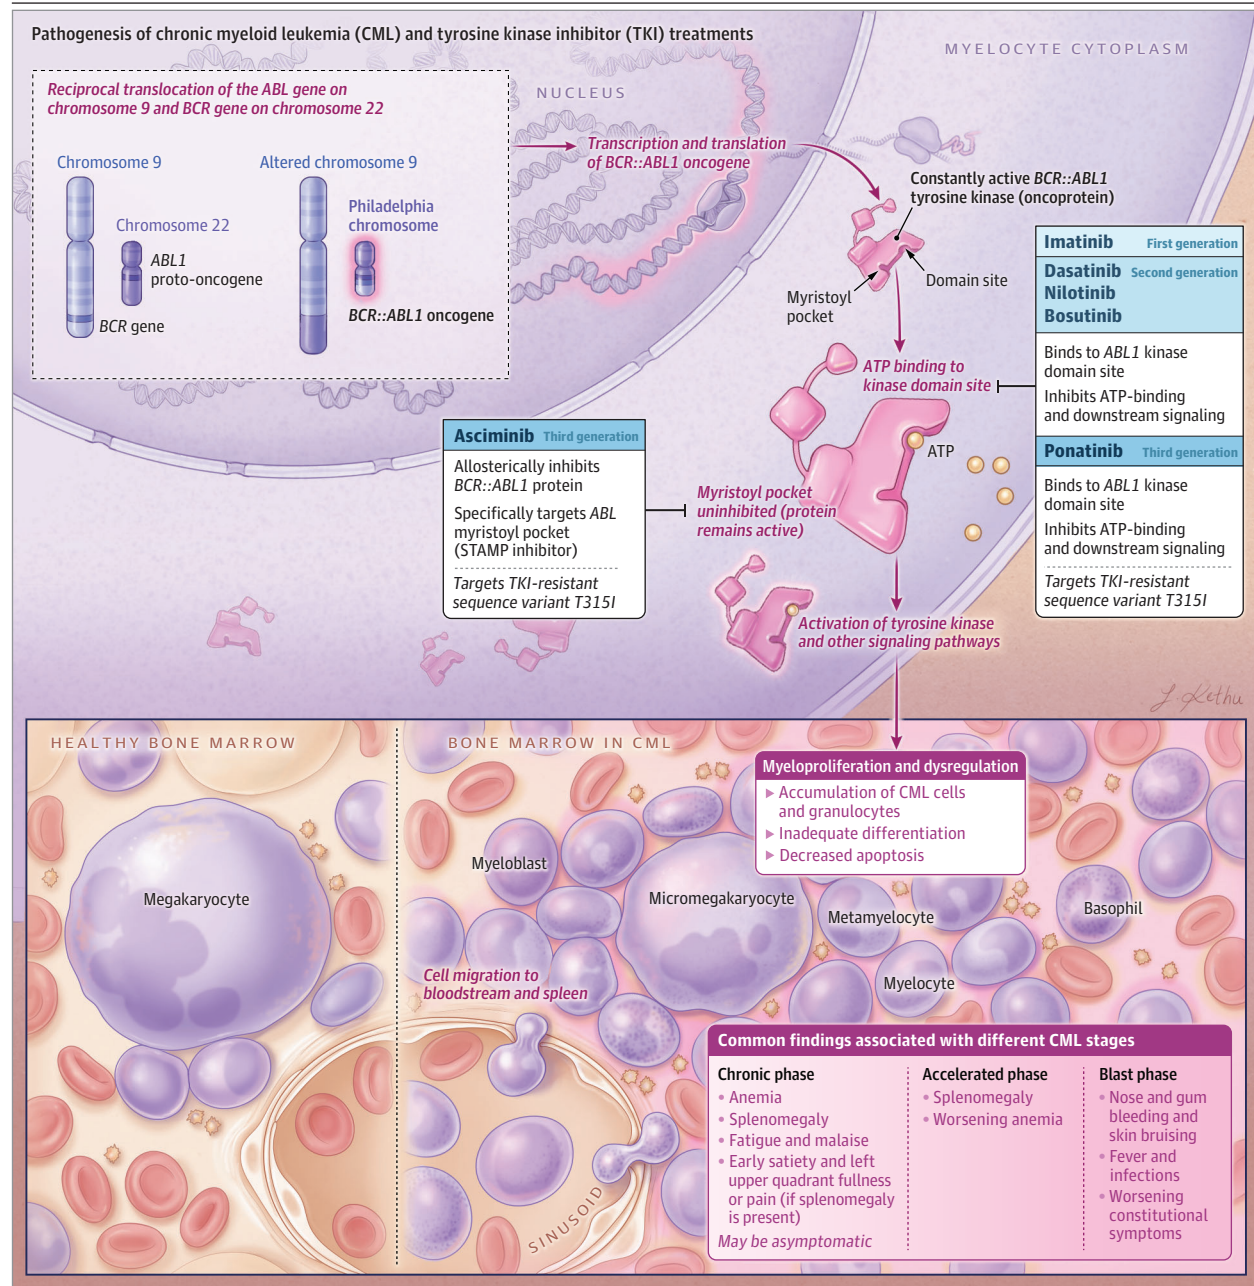 Pathogenesis of chronic myeloid leukemia (CML) and tyrosine kinase inhibitor (TKI) treatments
MYELOCYTE CYTOPLASM
NUCLEUS
Reciprocal translocation of the ABL gene on
chromosome 9 and BCR gene on chromosome 22
Chromosome 9
Chromosome 22
ABL1
proto-oncogene
BCR gene
Altered chromosome 9
Philadelphia
chromosome
BCR::ABL1 oncogene
Transcription and translation
of BCR::ABL1 oncogene
Constantly active BCR::ABL1
tyrosine kinase (oncoprotein)
Domain site
Myristoyl
pocket
Imatinib First generation
Dasatinib Second generation
Nilotinib
Bosutinib
Binds to ABL1 kinase
domain site
Inhibits ATP-binding
and downstream signaling
Ponatinib Third generation
Binds to ABL1 kinase
domain site
Inhibits ATP-binding
and downstream signaling
Targets TKI-resistant
sequence variant T315I
ATP binding to
kinase domain site
ATP
Asciminib Third generation
Allosterically inhibits
BCR::ABL1 protein
Specifically targets ABL
myristoyl pocket
(STAMP inhibitor)
Targets TKI-resistant
sequence variant T315I
Myristoyl pocket
uninhibited (protein
remains active)
Activation of tyrosine kinase
and other signaling pathways
J. Kethu
HEALTHY BONE MARROW
Megakaryocyte
BONE MARROW IN CML
Myeloproliferation and dysregulation
▶ Accumulation of CML cells
and granulocytes
▶ Inadequate differentiation
▶ Decreased apoptosis
Myeloblast
Micromegakaryocyte
Metamyelocyte
Basophil
Myelocyte
Cell migration to
bloodstream and spleen
SINUSOID
Common findings associated with different CML stages
Chronic phase
• Anemia
• Splenomegaly
• Fatigue and malaise
• Early satiety and left
upper quadrant fullness
or pain (if splenomegaly
is present)
May be asymptomatic
Accelerated phase
• Splenomegaly
• Worsening anemia
Blast phase
• Nose and gum
bleeding and
skin bruising
• Fever and
infections
• Worsening
constitutional
symptoms